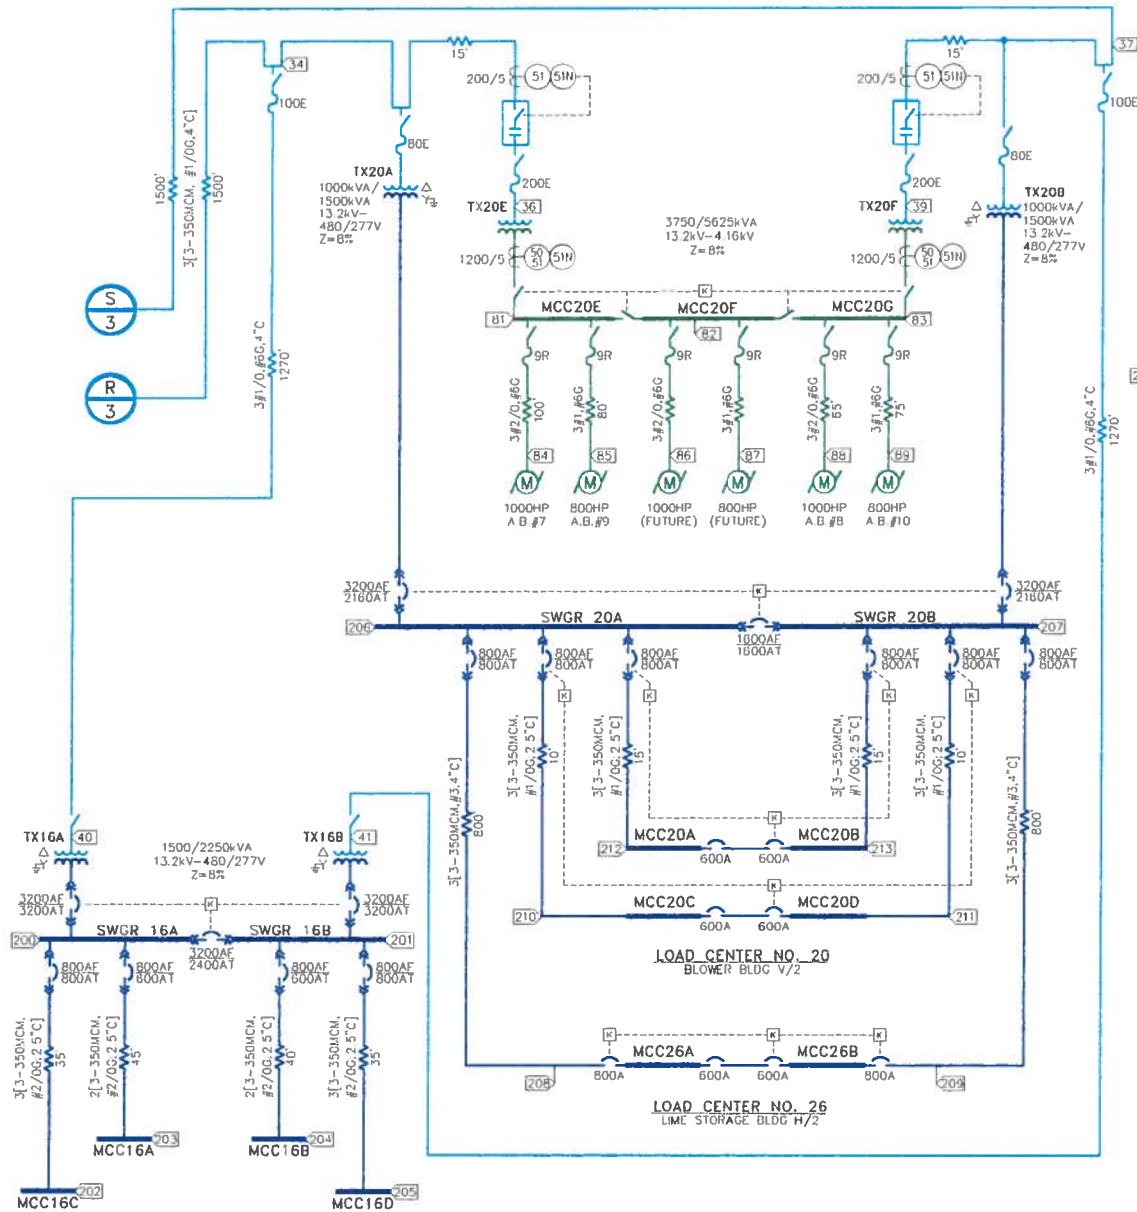 37
15'
15'
34
200/5
51
51N
200/5
51
51N
100E
100E
3[3-350MCM, #1/0G,4"C]
1500'
1500'
80E
80E
TX20A
1000kVA/
1500kVA
13.2kV-
480/277V
Z=8%
200E
TX20E
36
3750/5625kVA
13.2kV-4.16kV
Z=8%
200E
TX20F
39
TX20B
1000kVA/
1500kVA
13.2kV-
480/277V
Z=8%
1200/5
50
51
51N
1200/5
50
51
51N
K
S
3
R
3
MCC20E
MCC20F
MCC20G
81
82
83
9R
9R
9R
9R
9R
9R
3#1/0,#6G,4"C
1270'
3#2/0,#6G
100'
3#1,#6G
80'
3#2/0,#6G
3#1,#6G
3#2/0,#6G
65'
3#1,#6G
75'
3#1/0,#6G,4"C
1270'
84
85
86
87
88
89
M
M
M
M
M
M
1000HP
A.B.#7
800HP
A.B.#9
1000HP
(FUTURE)
800HP
(FUTURE)
1000HP
A.B.#8
800HP
A.B.#10
3200AF
2160AT
K
3200AF
2160AT
206
SWGR 20A
SWGR 20B
207
1600AF
1600AT
800AF
800AT
800AF
800AT
800AF
800AT
800AF
800AT
800AF
800AT
800AF
800AT
K
K
K
K
3[3-350MCM,#3,4"C]
800'
3[3-350MCM,
#1/0G,2.5"C]
10'
3[3-350MCM,
#1/0G,2.5"C]
15'
3[3-350MCM,
#1/0G,2.5"C]
15'
3[3-350MCM,
#1/0G,2.5"C]
10'
3[3-350MCM,#3,4"C]
800'
K
MCC20A
MCC20B
212
213
600A
600A
K
MCC20C
MCC20D
210
211
600A
600A
LOAD CENTER NO. 20
BLOWER BLDG V/2
TX16A
40
1500/2250kVA
13.2kV-480/277V
Z=8%
TX16B
41
3200AF
3200AT
K
3200AF
3200AT
200
SWGR 16A
SWGR 16B
201
3200AF
2400AT
800AF
800AT
800AF
600AT
800AF
600AT
800AF
800AT
3[3-350MCM,
#2/0G,2.5"C]
35'
2[3-350MCM,
#2/0G,2.5"C]
45'
2[3-350MCM,
#2/0G,2.5"C]
40'
3[3-350MCM,
#2/0G,2.5"C]
35'
K
K
K
MCC26A
MCC26B
208
800A
600A
600A
800A
209
LOAD CENTER NO. 26
LIME STORAGE BLDG H/2
MCC16A
203
MCC16B
204
MCC16C
202
MCC16D
205